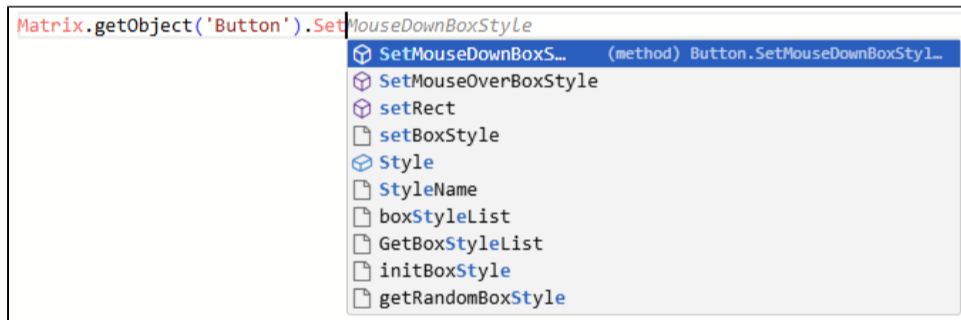 Matrix.getObject('Button').SetMouseDownBoxStyle
SetMouseDownBoxS… (method) Button.SetMouseDownBoxStyl…
SetMouseOverBoxStyle
setRect
setBoxStyle
Style
StyleName
boxStyleList
GetBoxStyleList
initBoxStyle
getRandomBoxStyle